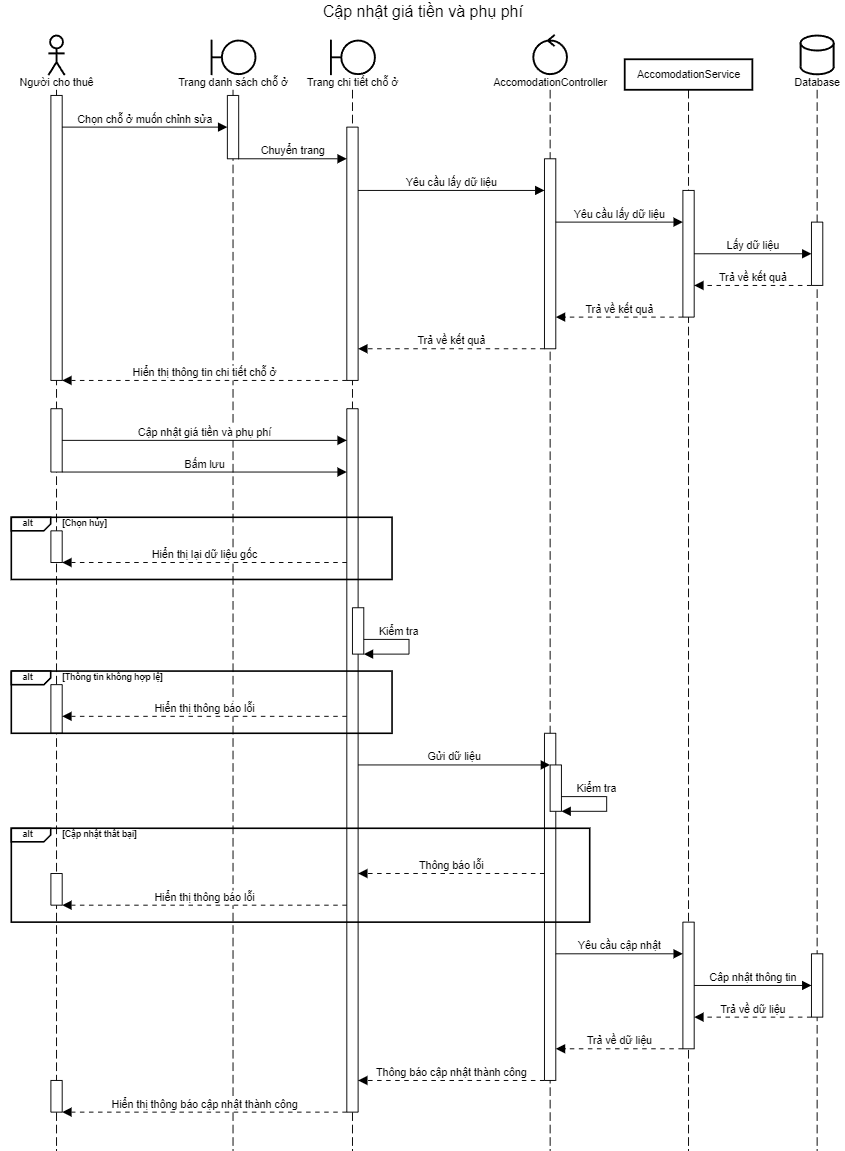 Cập nhật giá tiền và phụ phí
Người cho thuê
Trang danh sách chỗ ở
Trang chi tiết chỗ ở
AccomodationController
AccomodationService
Database
Chọn chỗ ở muốn chỉnh sửa
Chuyển trang
Yêu cầu lấy dữ liệu
Yêu cầu lấy dữ liệu
Lấy dữ liệu
Trả về kết quả
Trả về kết quả
Trả về kết quả
Hiển thị thông tin chi tiết chỗ ở
Cập nhật giá tiền và phụ phí
Bấm lưu
alt
[Chọn hủy]
Hiển thị lại dữ liệu gốc
Kiểm tra
alt
[Thông tin không hợp lệ]
Hiển thị thông báo lỗi
Gửi dữ liệu
Kiểm tra
alt
[Cập nhật thất bại]
Thông báo lỗi
Hiển thị thông báo lỗi
Yêu cầu cập nhật
Cập nhật thông tin
Trả về dữ liệu
Trả về dữ liệu
Thông báo cập nhật thành công
Hiển thị thông báo cập nhật thành công